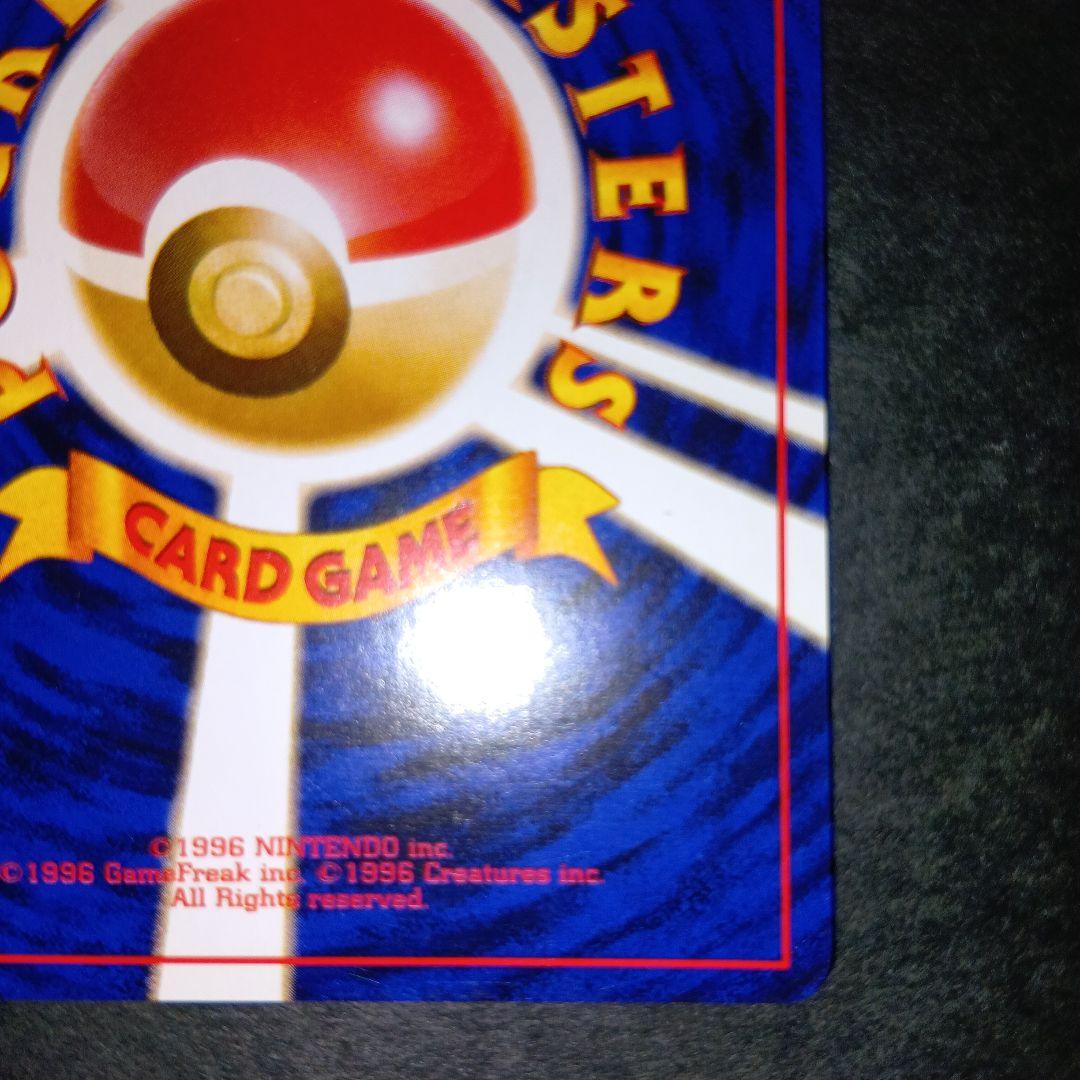 STERS
CARD GAME
©1996 NINTENDO inc.
©1996 GameFreak inc. ©1996 Creatures inc.
All Rights reserved.